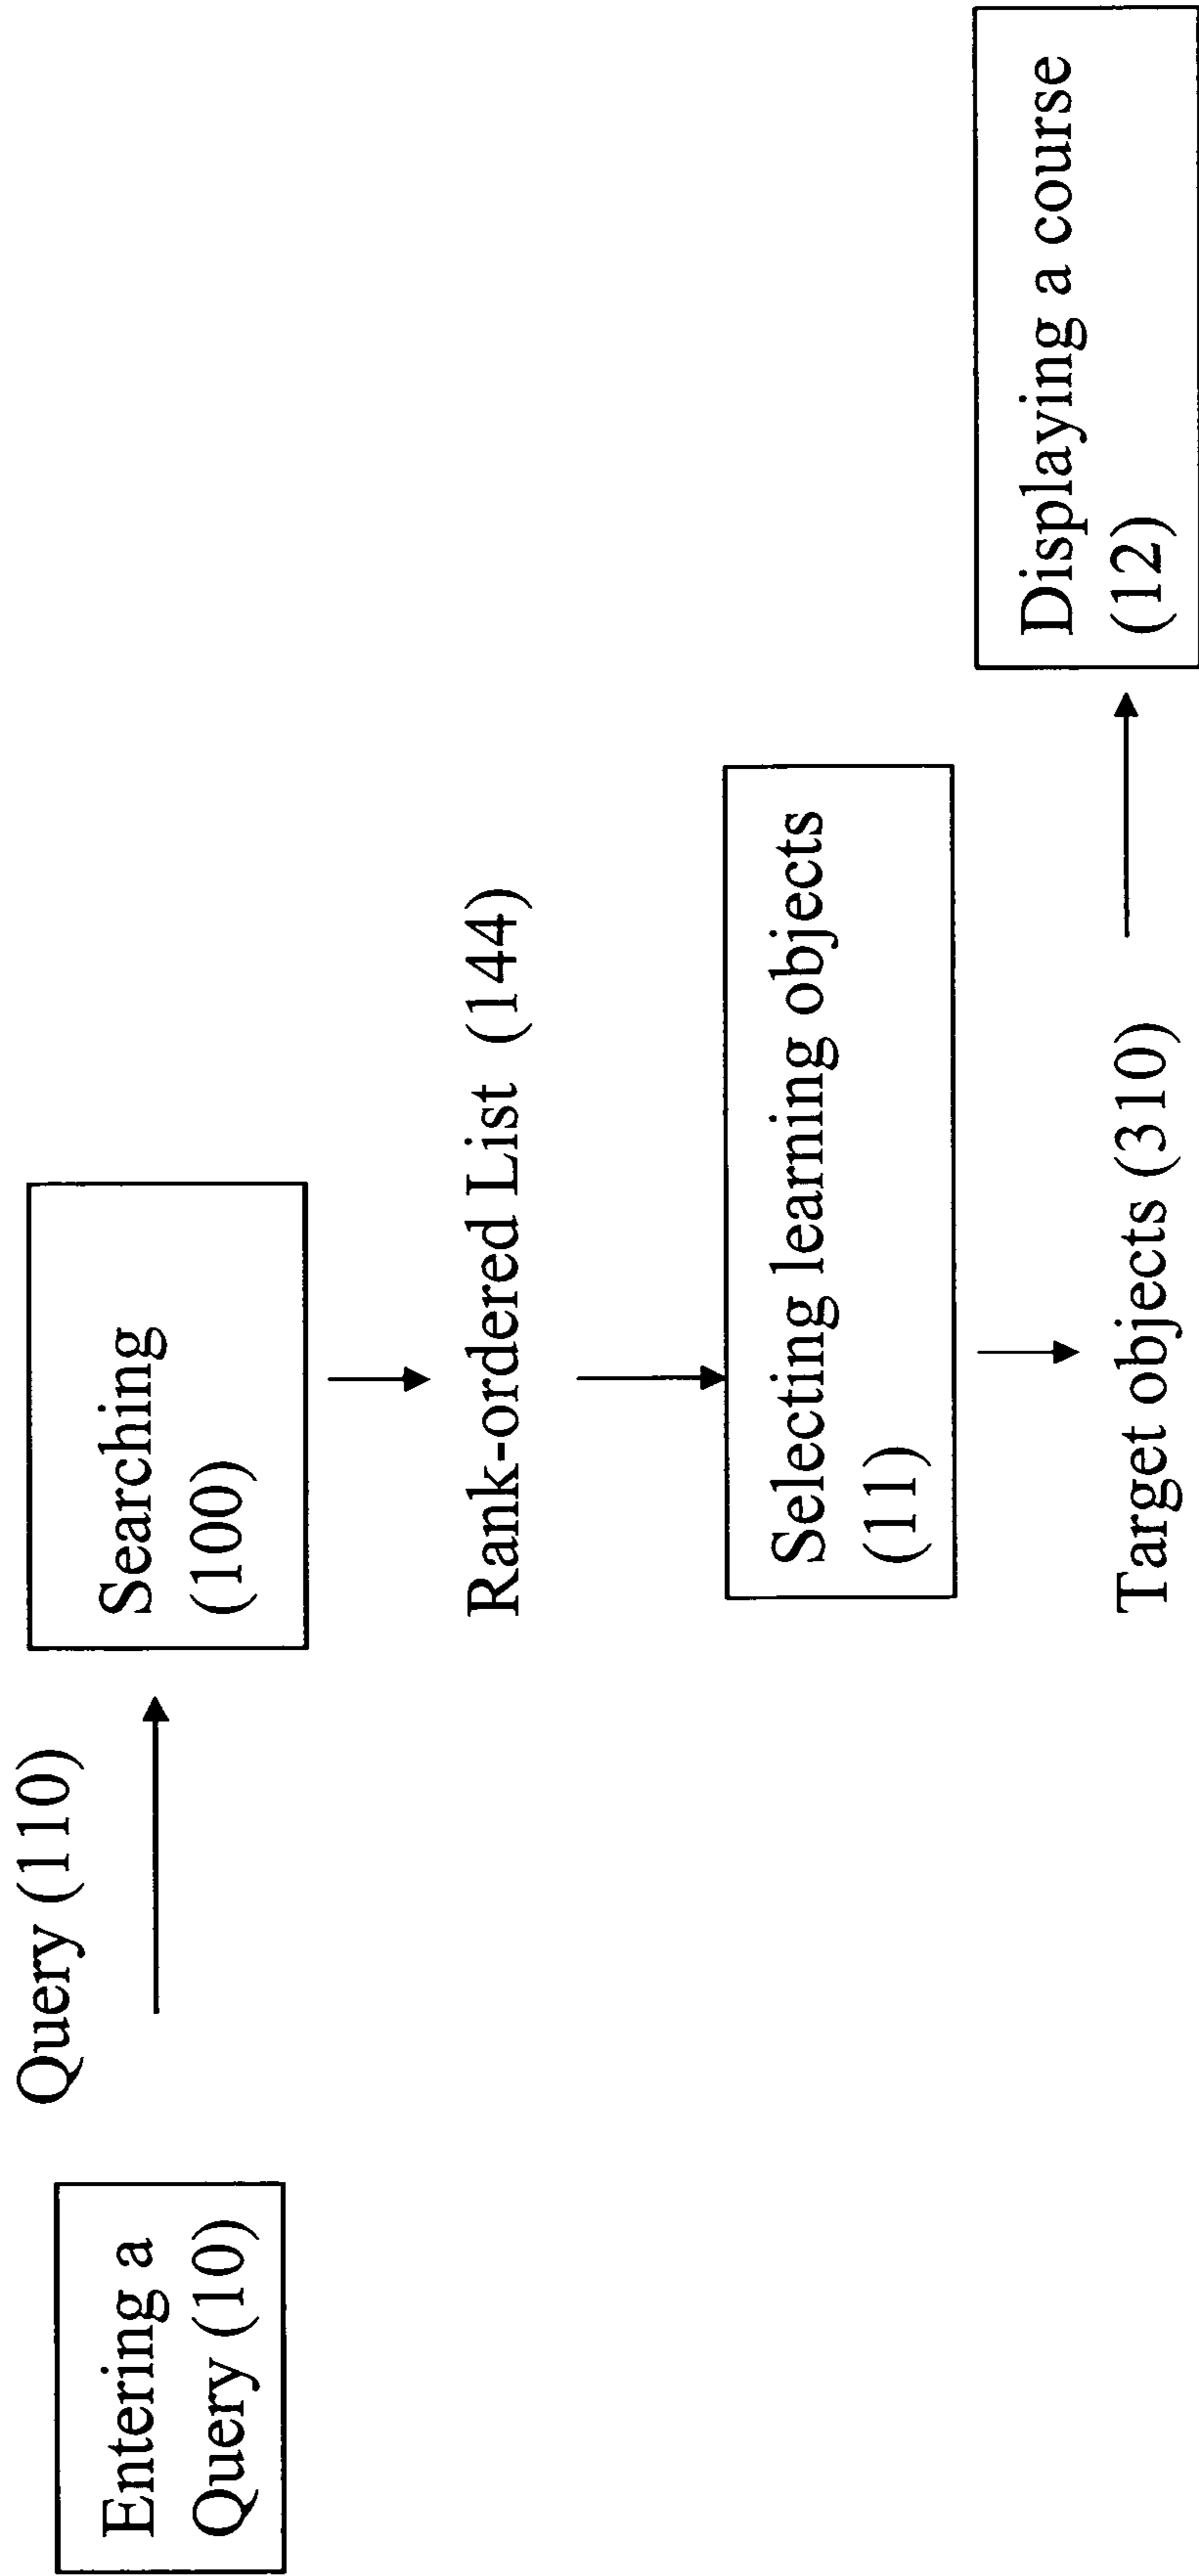 Query (110)
Entering a
Query (10)
Searching
(100)
Rank-ordered List (144)
Selecting learning objects
(11)
Target objects (310)
Displaying a course
(12)